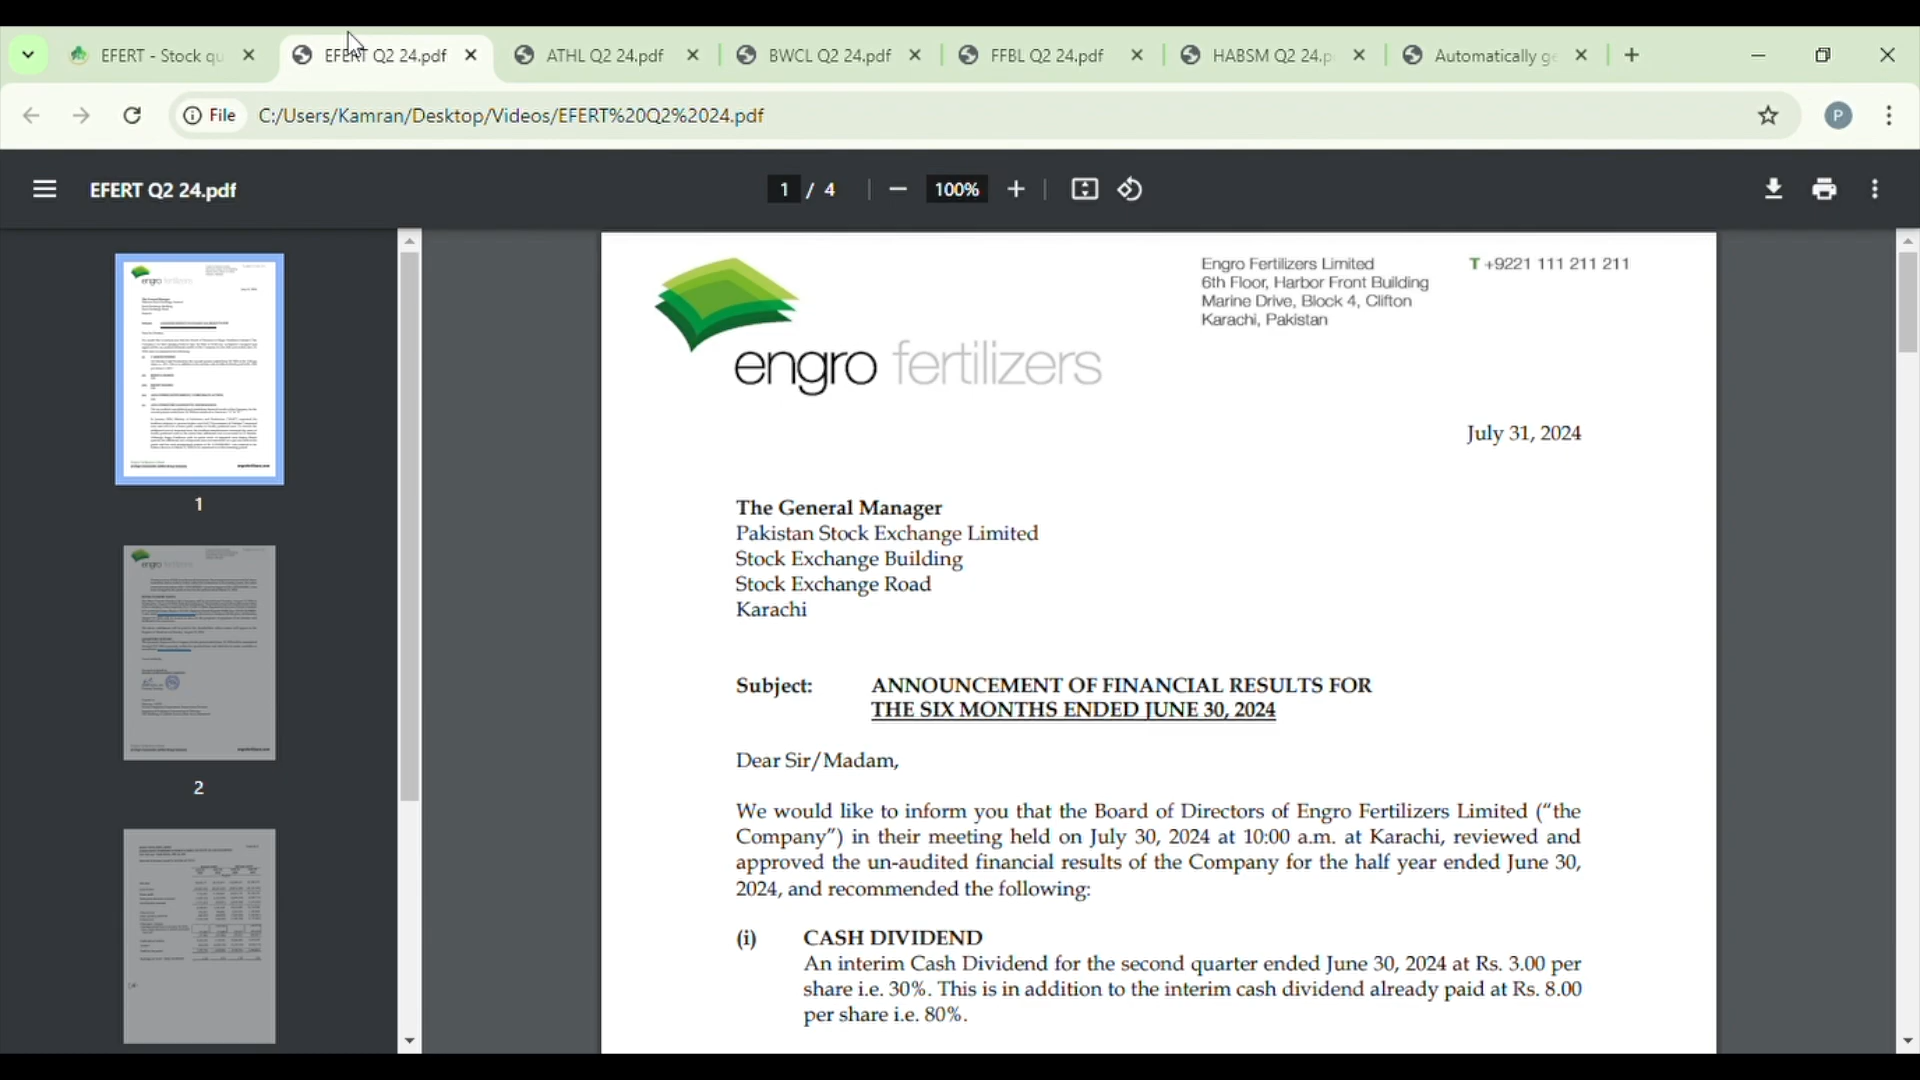 EFERT - Stock qu
EFERT Q2 24.pdf
ATHL Q2 24.pdf
BWCL Q2 24.pdf
FFBL Q2 24.pdf
HABSM Q2 24.p
Automatically ge
File
C:/Users/Kamran/Desktop/Videos/EFERT%20Q2%2024.pdf
P
EFERT Q2 24.pdf
1 / 4
100%
1
2
engro fertilizers
Engro Fertilizers Limited
6th Floor, Harbor Front Building
Marine Drive, Block 4, Clifton
Karachi, Pakistan
T +9221 111 211 211
July 31, 2024
The General Manager
Pakistan Stock Exchange Limited
Stock Exchange Building
Stock Exchange Road
Karachi
Subject: ANNOUNCEMENT OF FINANCIAL RESULTS FOR
THE SIX MONTHS ENDED JUNE 30, 2024
Dear Sir/Madam,
We would like to inform you that the Board of Directors of Engro Fertilizers Limited (“the
Company”) in their meeting held on July 30, 2024 at 10:00 a.m. at Karachi, reviewed and
approved the un-audited financial results of the Company for the half year ended June 30,
2024, and recommended the following:
(i) CASH DIVIDEND
An interim Cash Dividend for the second quarter ended June 30, 2024 at Rs. 3.00 per
share i.e. 30%. This is in addition to the interim cash dividend already paid at Rs. 8.00
per share i.e. 80%.